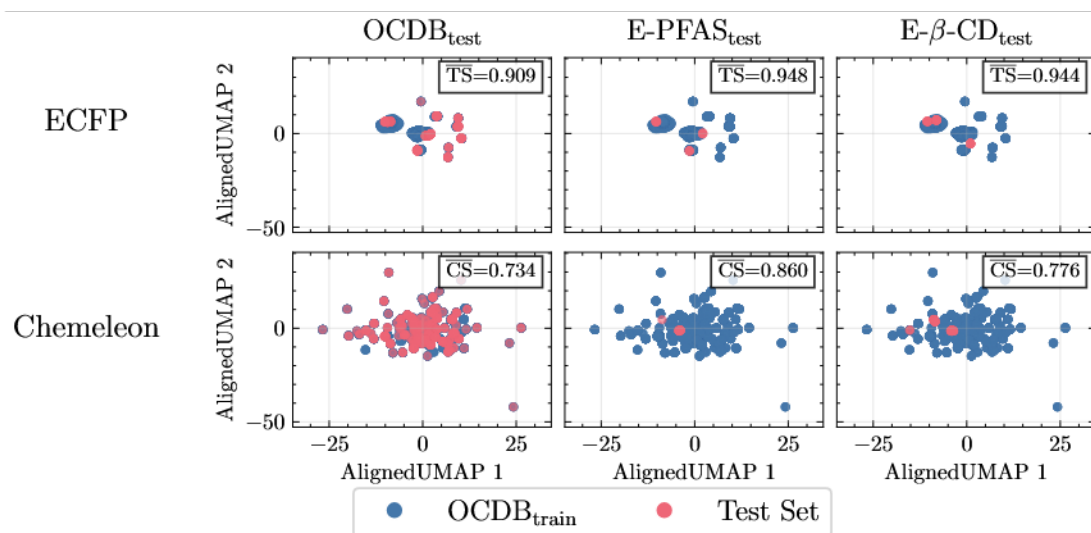 OCDB_test E-PFAS_test E-β-CD_test
ECFP
AlignedUMAP 2
0
−50
TS̅=0.909
TS̅=0.948
TS̅=0.944
Chemeleon
AlignedUMAP 2
0
−50
CS̅=0.734
CS̅=0.860
CS̅=0.776
−25 0 25 −25 0 25 −25 0 25
AlignedUMAP 1 AlignedUMAP 1 AlignedUMAP 1
OCDB_train Test Set